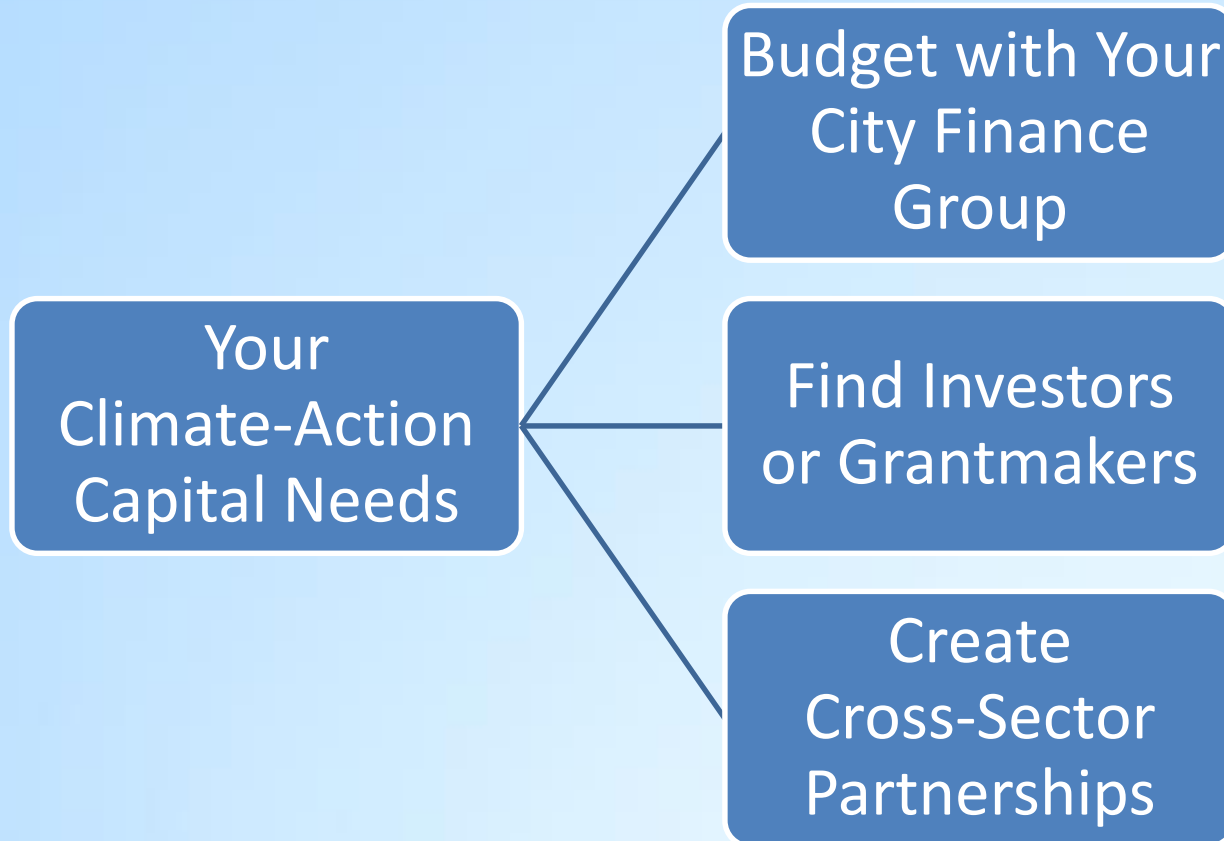 Budget with Your
City Finance
Group
Your
Climate-Action
Capital Needs
Find Investors
or Grantmakers
Create
Cross-Sector
Partnerships